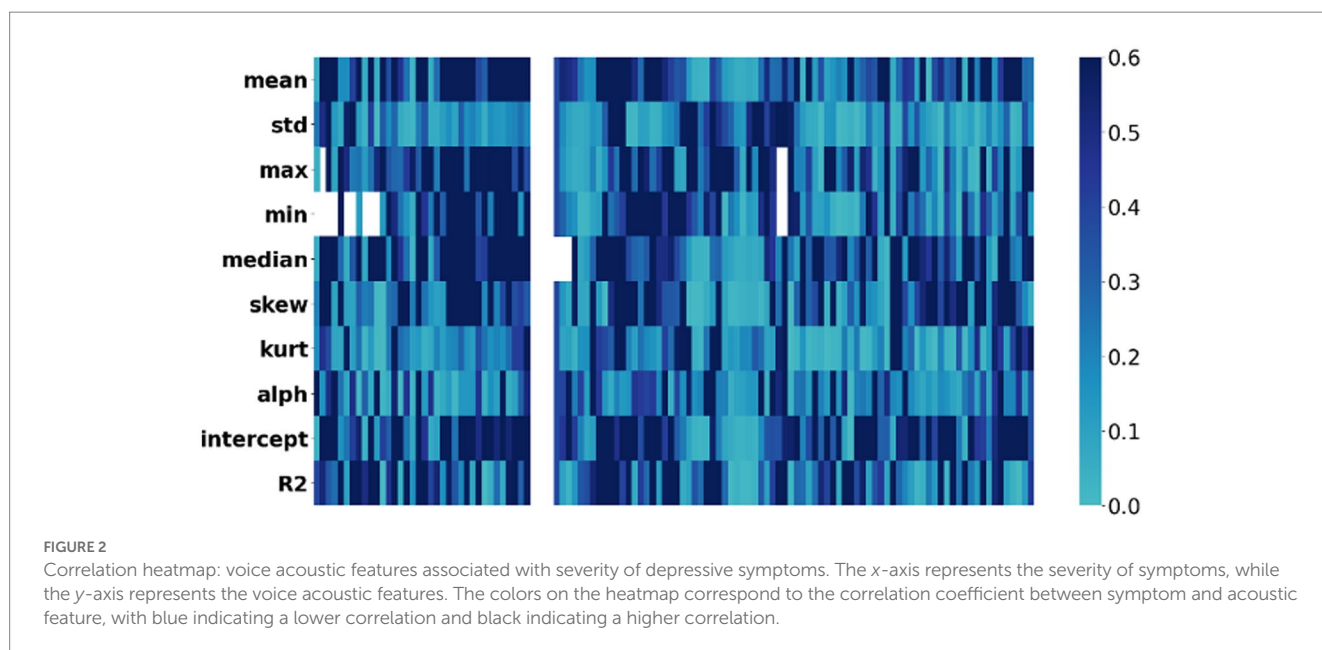 mean
std
max
min
median
skew
kurt
alph
intercept
R2
0.6
0.5
0.4
0.3
0.2
0.1
0.0
FIGURE 2
Correlation heatmap: voice acoustic features associated with severity of depressive symptoms. The x-axis represents the severity of symptoms, while
the y-axis represents the voice acoustic features. The colors on the heatmap correspond to the correlation coefficient between symptom and acoustic
feature, with blue indicating a lower correlation and black indicating a higher correlation.